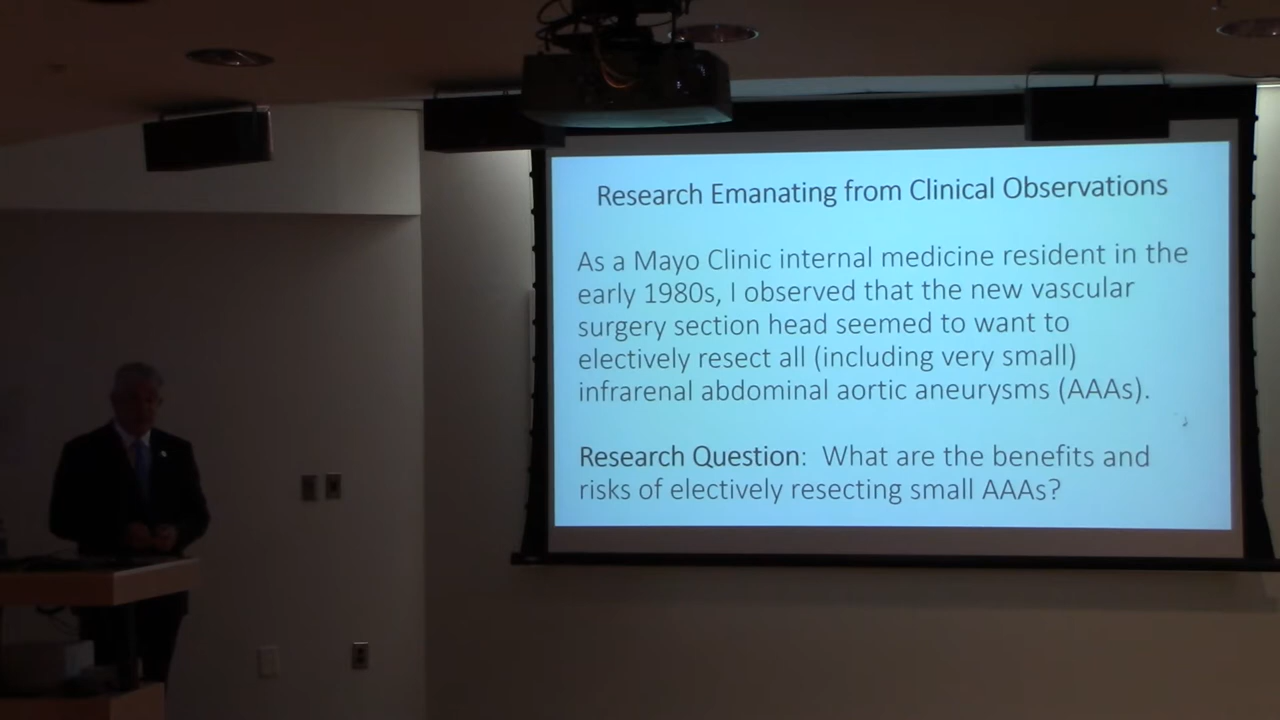 Research Emanating from Clinical Observations
As a Mayo Clinic internal medicine resident in the
early 1980s, I observed that the new vascular
surgery section head seemed to want to
electively resect all (including very small)
infrarenal abdominal aortic aneurysms (AAAs).
Research Question:  What are the benefits and
risks of electively resecting small AAAs?